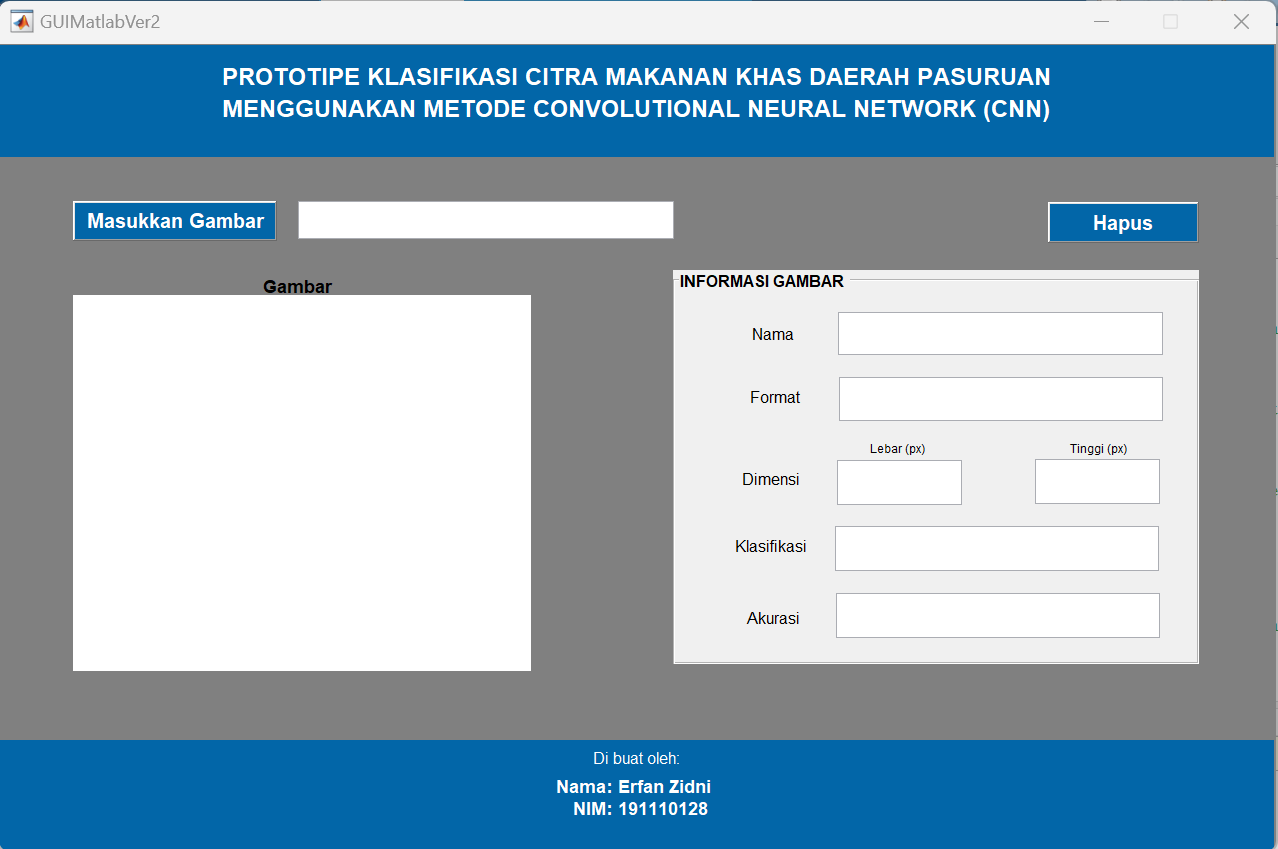 GUIMatlabVer2
PROTOTIPE KLASIFIKASI CITRA MAKANAN KHAS DAERAH PASURUAN
MENGGUNAKAN METODE CONVOLUTIONAL NEURAL NETWORK (CNN)
Masukkan Gambar
Hapus
Gambar
INFORMASI GAMBAR
Nama
Format
Lebar (px)
Tinggi (px)
Dimensi
Klasifikasi
Akurasi
Di buat oleh:
Nama: Erfan Zidni
NIM: 191110128